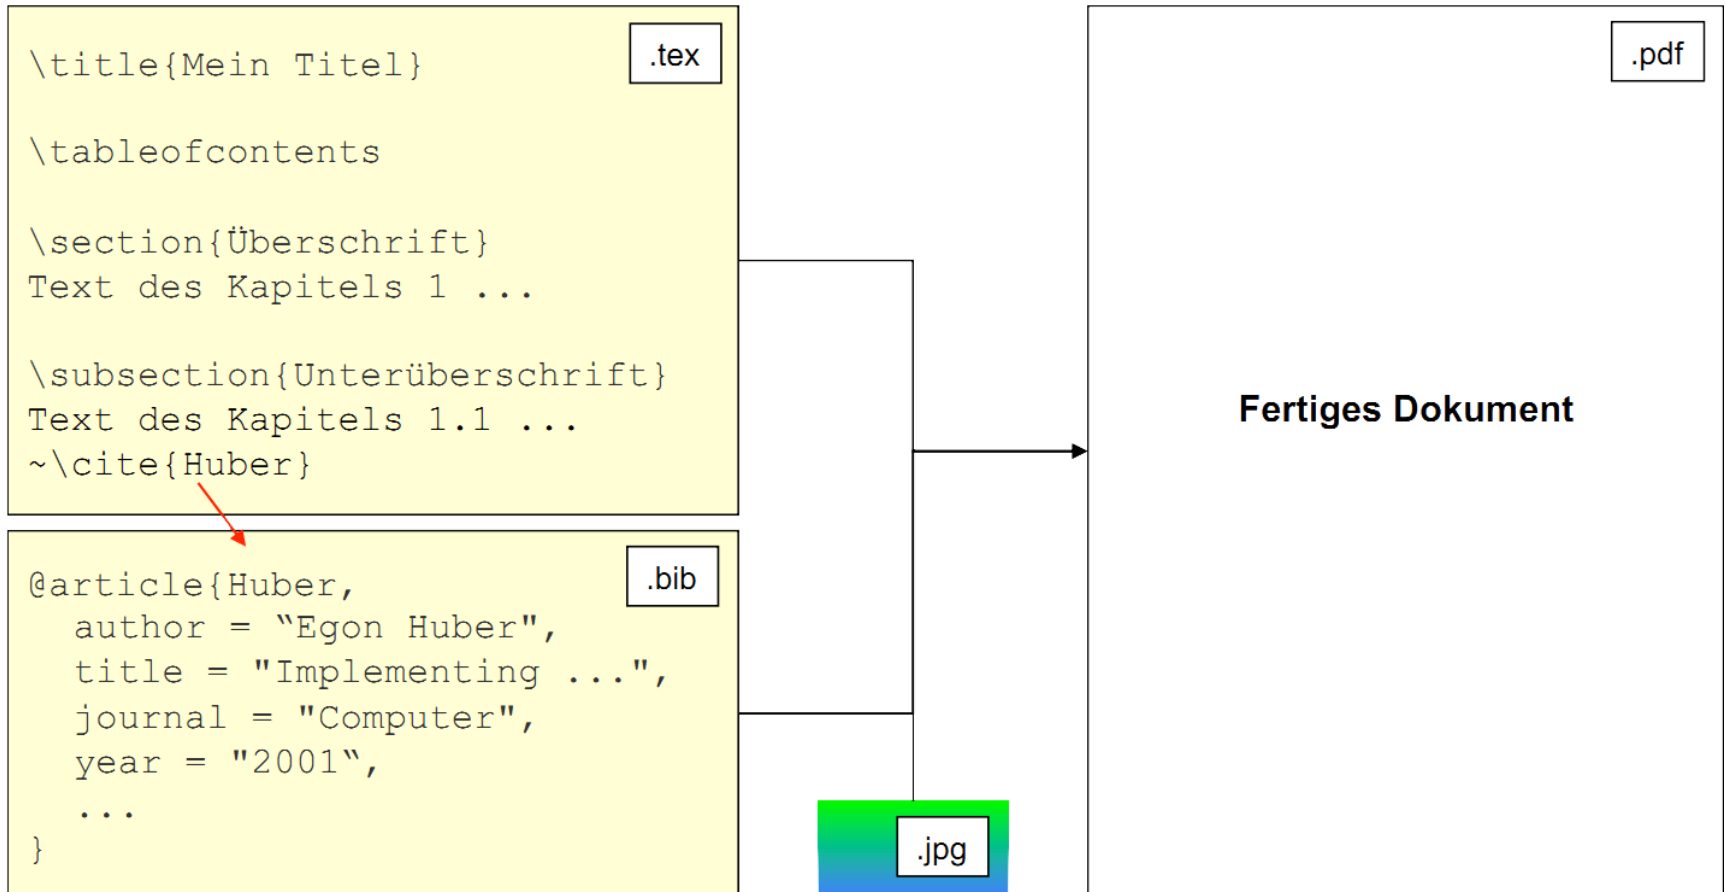 .tex
\title{Mein Titel}
\tableofcontents
\section{Überschrift}
Text des Kapitels 1 ...
\subsection{Unterüberschrift}
Text des Kapitels 1.1 ...
~\cite{Huber}
.bib
@article{Huber,
author = “Egon Huber",
title = "Implementing ...",
journal = "Computer",
year = "2001“,
...
}
.jpg
.pdf
Fertiges Dokument